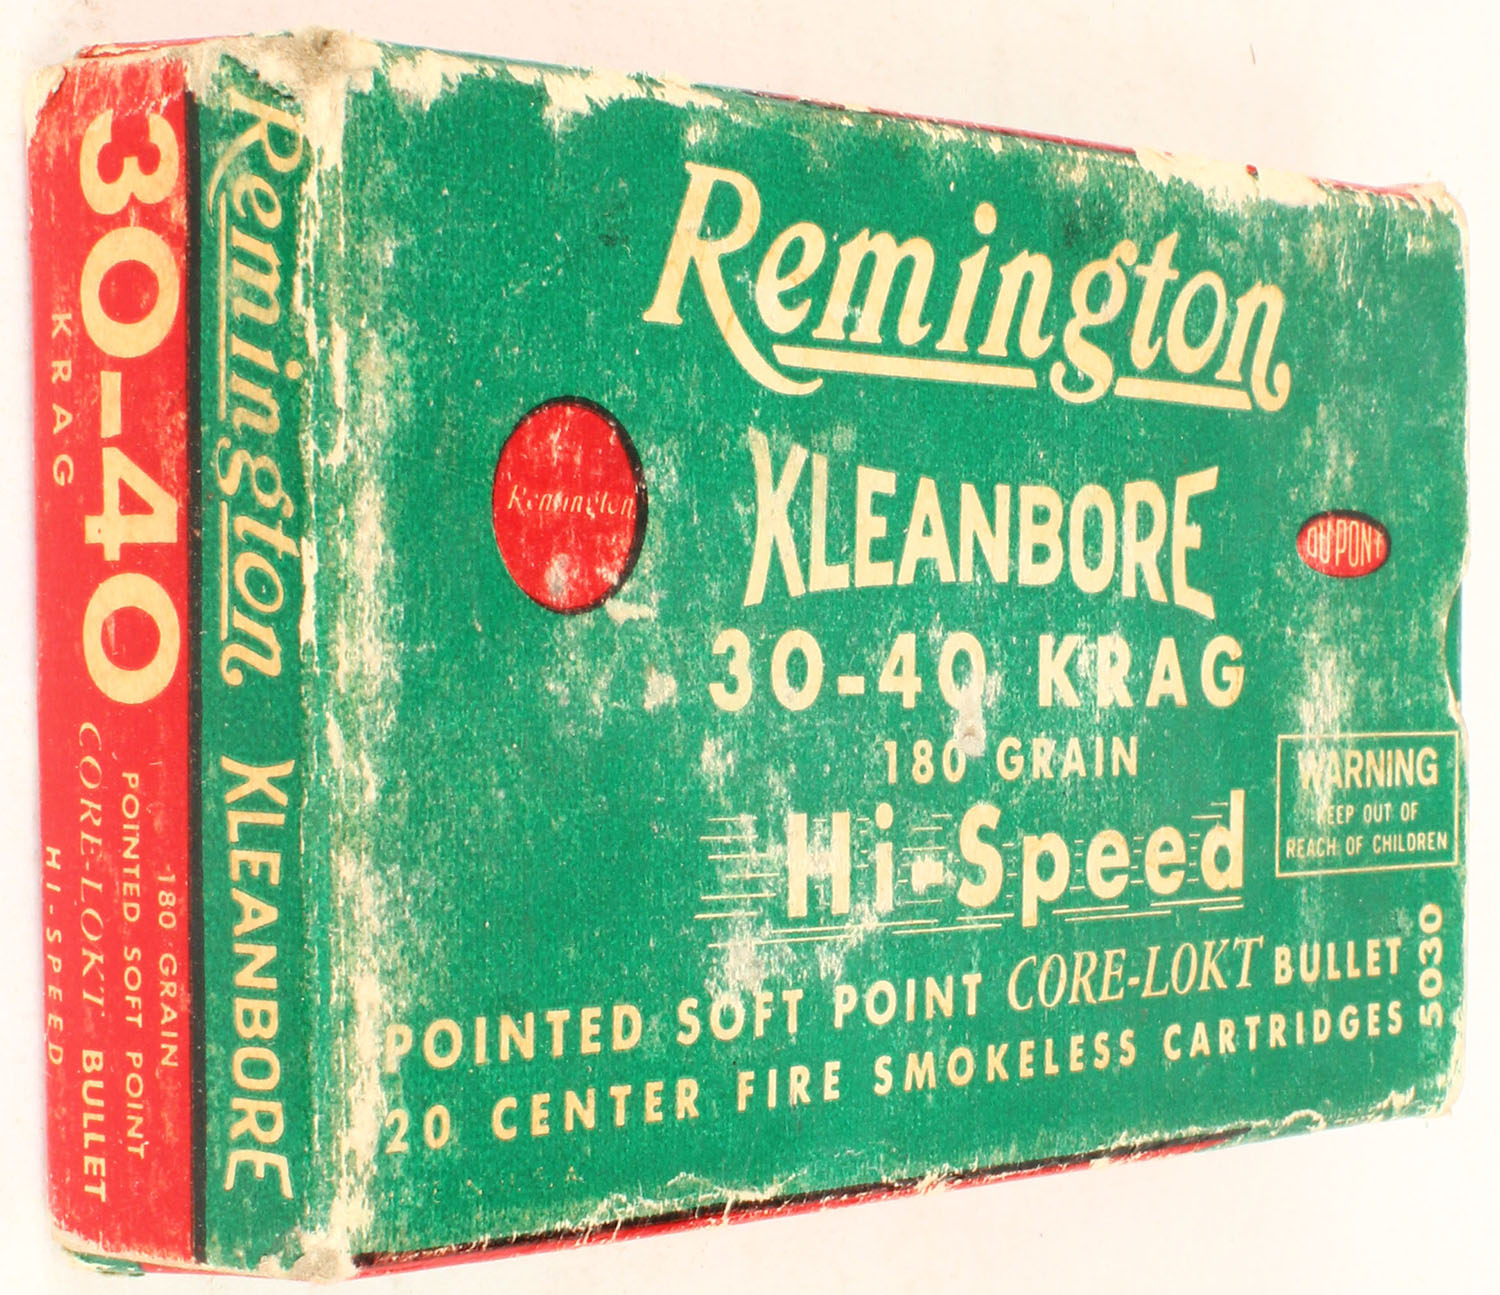 30-40
KRAG
180 GRAIN
POINTED SOFT POINT
CORE-LOKT BULLET
HI-SPEED
Remington KLEANBORE
Remington
Remington
KLEANBORE
DU PONT
30-40 KRAG
180 GRAIN
Hi-Speed
WARNING
KEEP OUT OF
REACH OF CHILDREN
POINTED SOFT POINT CORE-LOKT BULLET
20 CENTER FIRE SMOKELESS CARTRIDGES
5030